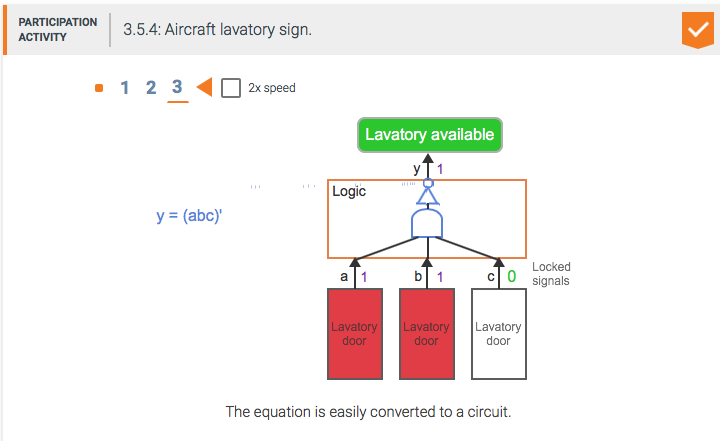 PARTICIPATION
ACTIVITY
3.5.4: Aircraft lavatory sign.
1 2 3
2x speed
Lavatory available
y 1
Logic
y = (abc)'
a 1 b 1 c 0
Locked
signals
Lavatory
door
Lavatory
door
Lavatory
door
The equation is easily converted to a circuit.